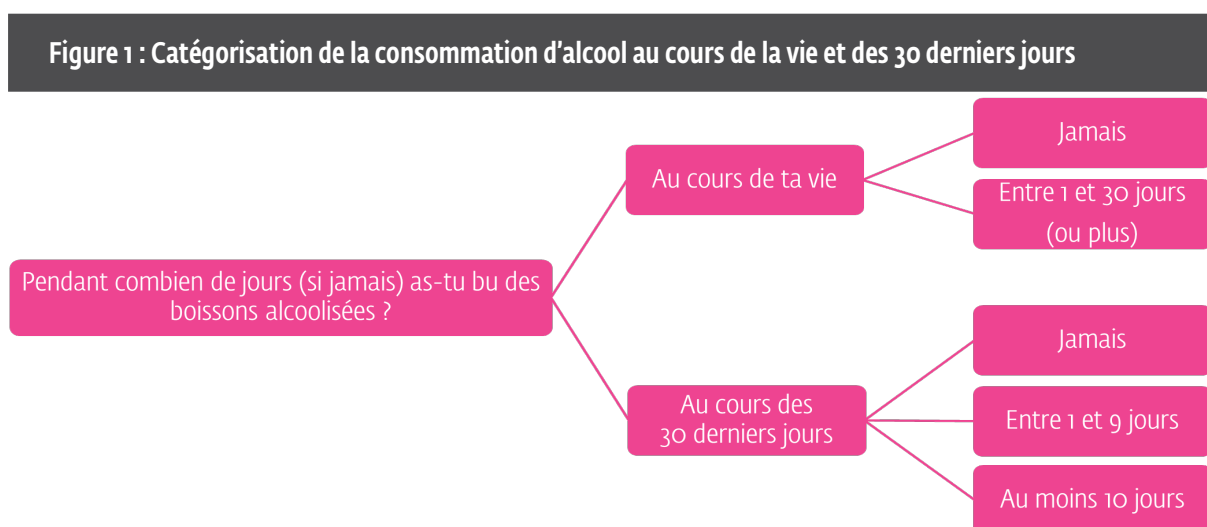 Figure 1 : Catégorisation de la consommation d'alcool au cours de la vie et des 30 derniers jours
Pendant combien de jours (si jamais) as-tu bu des
boissons alcoolisées ?
Au cours de ta vie
Jamais
Entre 1 et 30 jours
(ou plus)
Au cours des
30 derniers jours
Jamais
Entre 1 et 9 jours
Au moins 10 jours